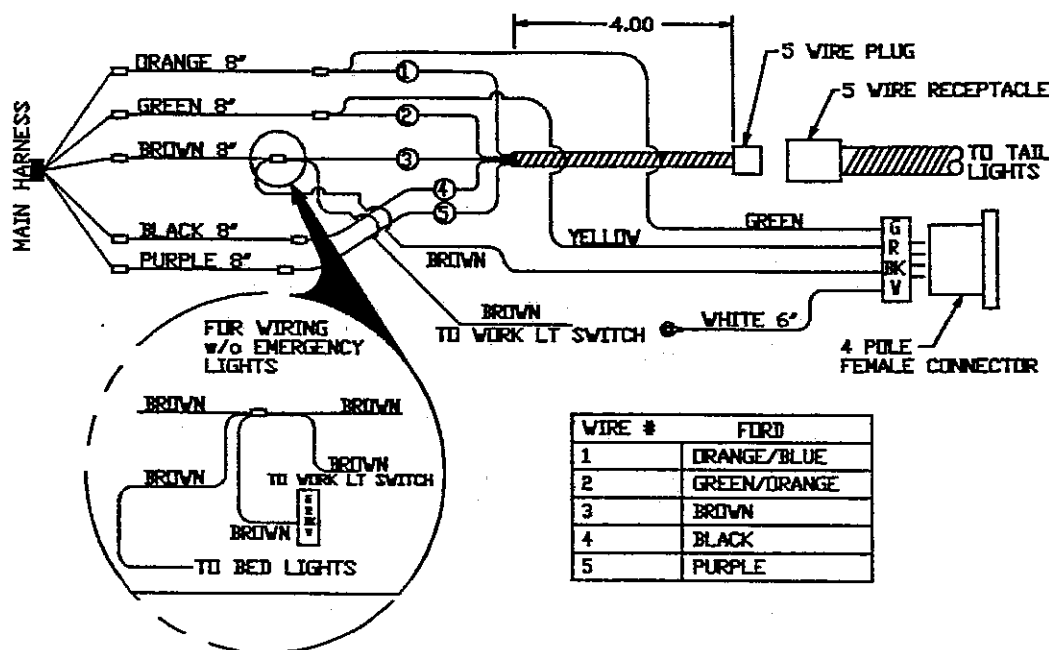 4.00
ORANGE 8"
GREEN 8"
BROWN 8"
BLACK 8"
PURPLE 8"
MAIN HARNESS
1
2
3
4
5
5 WIRE PLUG
5 WIRE RECEPTACLE
TO TAIL
LIGHTS
GREEN
YELLOW
BROWN
BROWN
TO WORK LT SWITCH
WHITE 6"
G
R
BK
W
4 POLE
FEMALE CONNECTOR
FOR WIRING
w/o EMERGENCY
LIGHTS
BROWN
BROWN
BROWN
BROWN
TO WORK LT SWITCH
BROWN
TO BED LIGHTS
WIRE # FORD
1 ORANGE/BLUE
2 GREEN/ORANGE
3 BROWN
4 BLACK
5 PURPLE